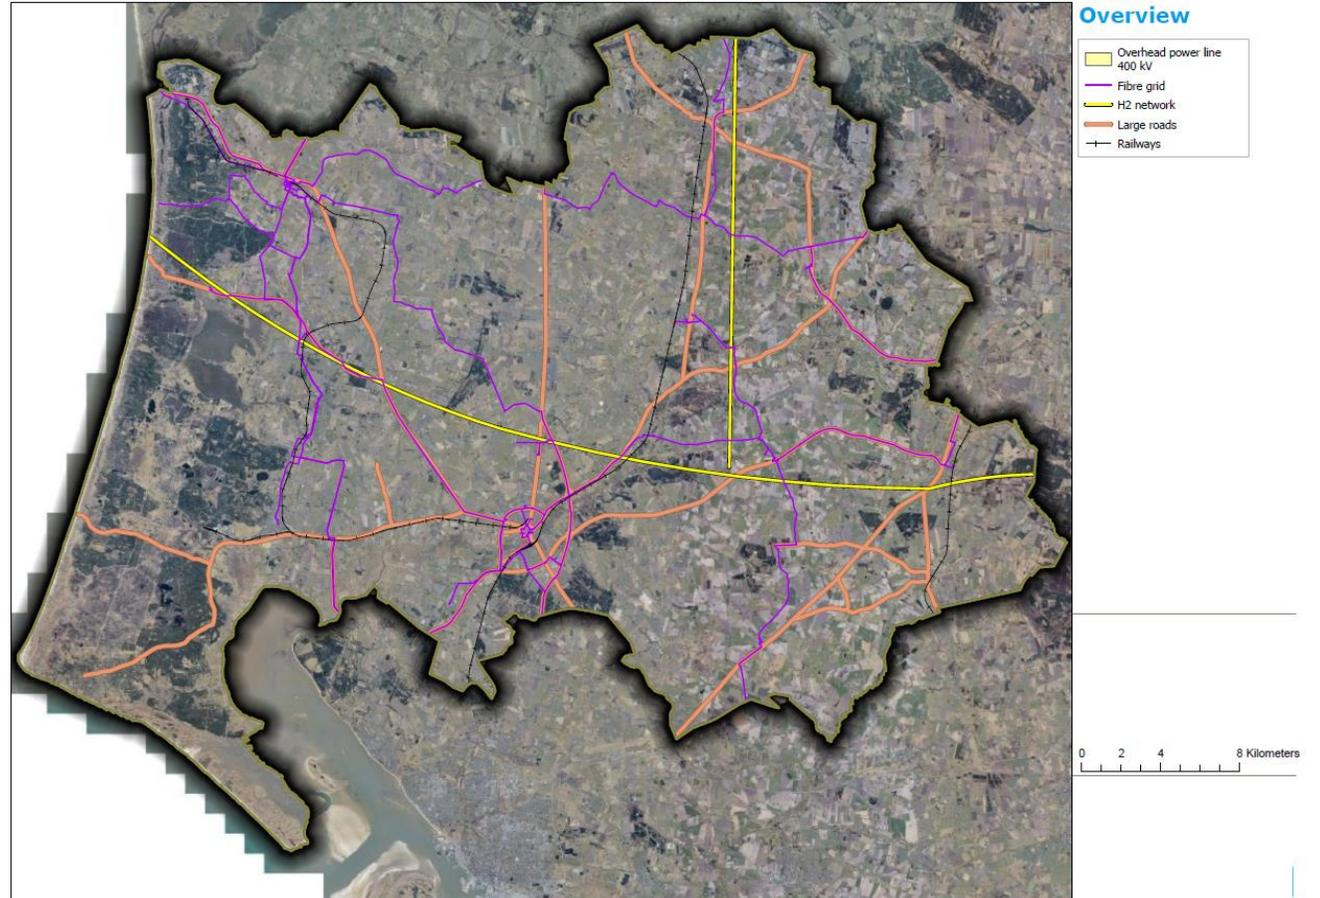 Overview
Overhead power line
400 kV
Fibre grid
H2 network
Large roads
Railways
0 2 4 8 Kilometers